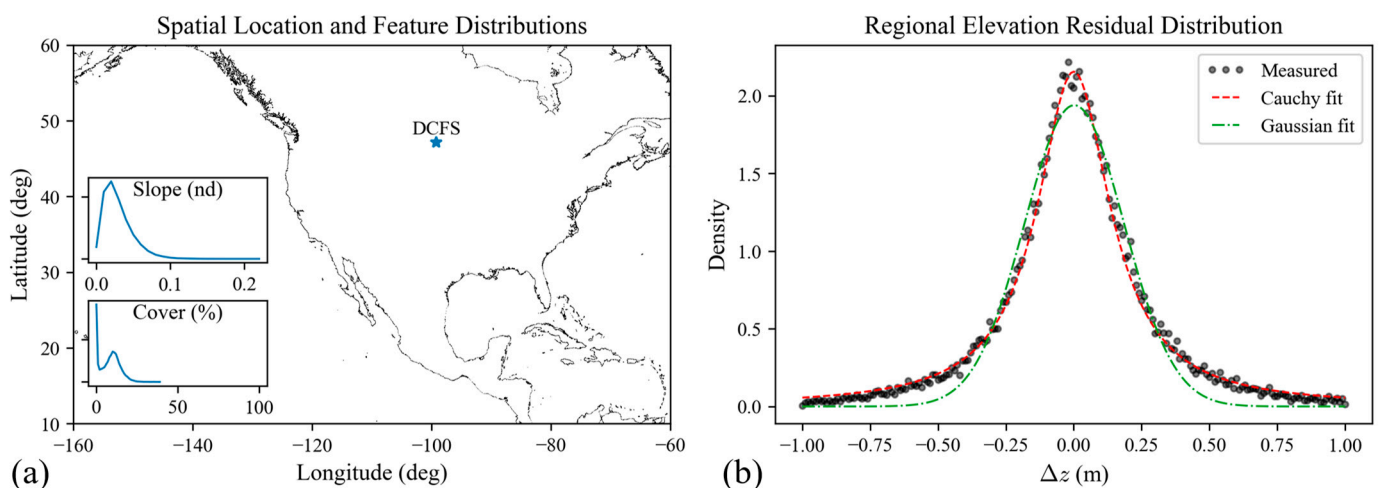 Spatial Location and Feature Distributions
60
50
40
30
20
10
Latitude (deg)
DCFS
Slope (nd)
0.0 0.1 0.2
Cover (%)
0 50 100
−160 −140 −120 −100 −80 −60
Longitude (deg)
(a)
Regional Elevation Residual Distribution
2.0
1.5
1.0
0.5
0.0
Density
Measured
Cauchy fit
Gaussian fit
−1.00 −0.75 −0.50 −0.25 0.00 0.25 0.50 0.75 1.00
Δz (m)
(b)